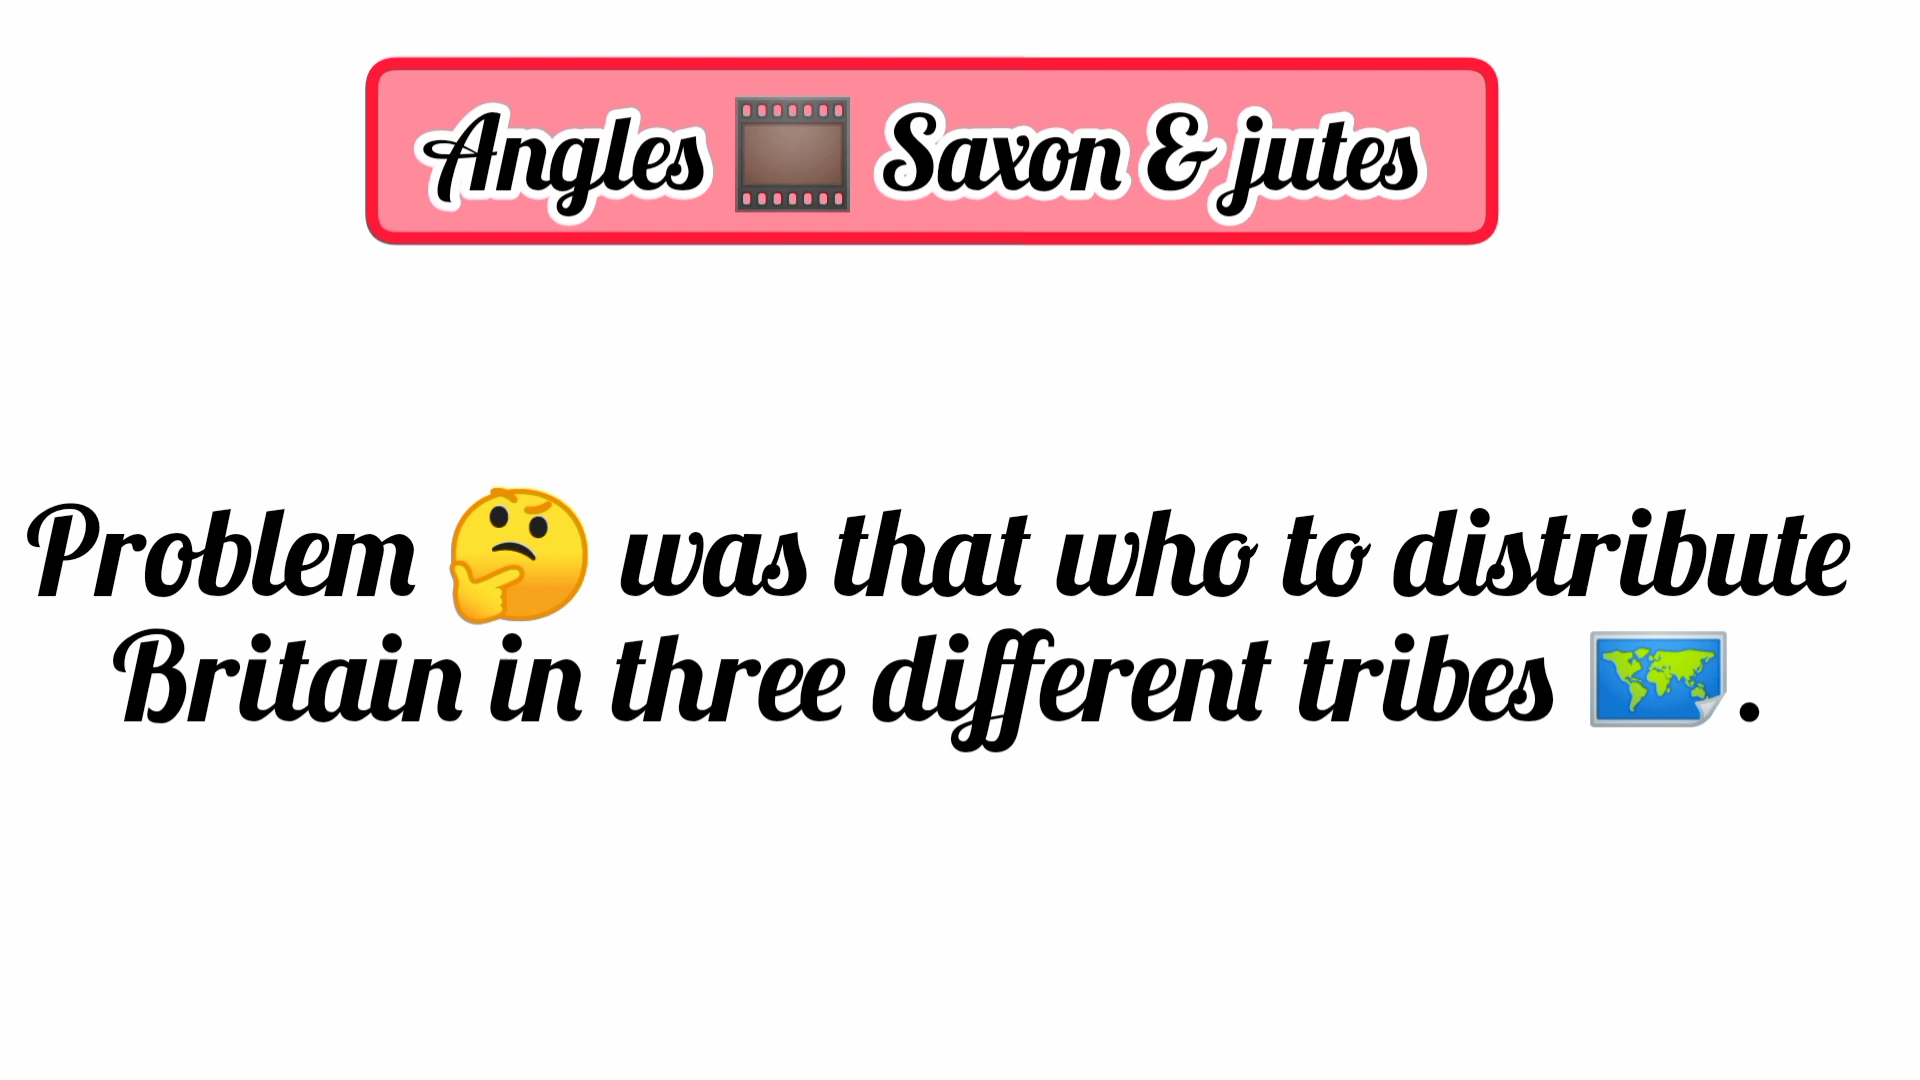 Angles 🎞️ Saxon & jutes
Problem 🤔 was that who to distribute
Britain in three different tribes 🗺️.